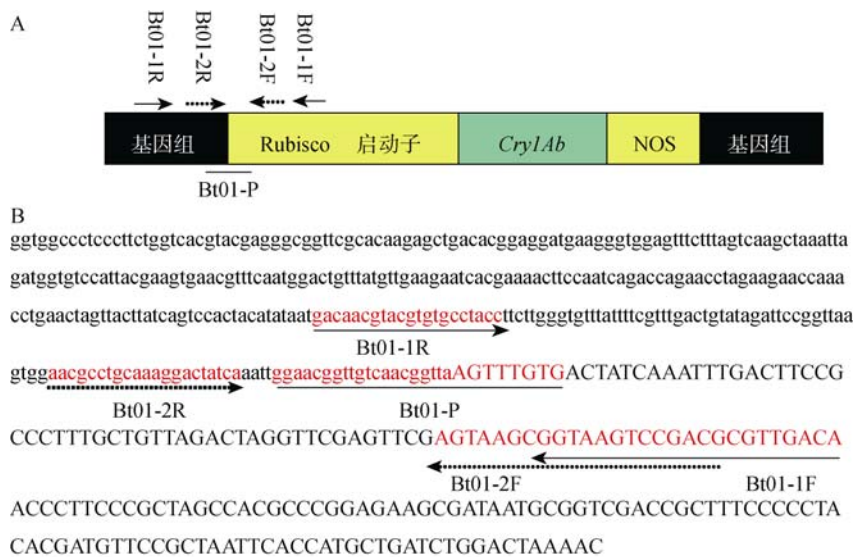 A
Bt01-1R
Bt01-2R
Bt01-2F
Bt01-1F
基因组 Rubisco 启动子 Cry1Ab NOS 基因组
Bt01-P
B
ggtggccctcccttctggtcacgtacgagggcggttcgcacaagagctgacacggaggatgaagggtggagtttctttagtcaagctaaatta
gatggtgtccattacgaagtgaacgtttcaatggactgtttatgttgaagaatcacgaaaacttccaatcagaccagaacctagaagaaccaaa
cctgaactagttacttatcagtccactacatataatgacaacgtacgtgtgcctaccttcttgggtgtttattttcgtttgactgtatagattccggttaa
Bt01-1R
gtggaacgcctgcaaaggactatcaaattggaacggttgtcaacggttaAGTTTGTGACTATCAAATTTGACTTCCG
Bt01-2R Bt01-P
CCCTTTGCTGTTAGACTAGGTTCGAGTTCGAGTAAGCGGTAAGTCCGACGCGTTGACA
Bt01-2F Bt01-1F
ACCCTTCCCGCTAGCCACGCCCGGAGAAGCGATAATGCGGTCGACCGCTTTCCCCCTA
CACGATGTTCCGCTAATTCACCATGCTGATCTGGACTAAAAC